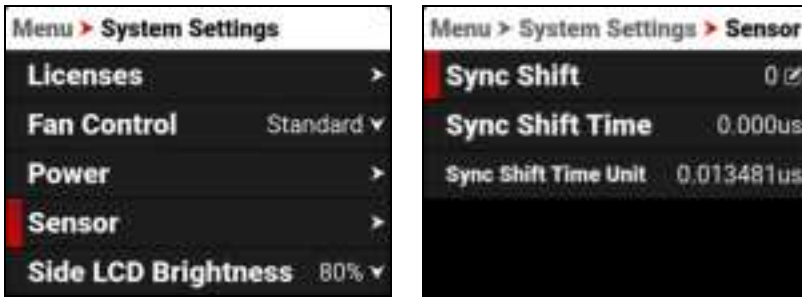 Menu > System Settings
Licenses >
Fan Control Standard
Power >
Sensor >
Side LCD Brightness 80%
Menu > System Settings > Sensor
Sync Shift 0
Sync Shift Time 0.000us
Sync Shift Time Unit 0.013481us